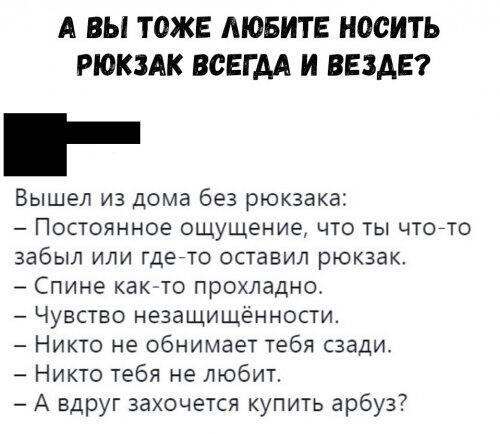 А ВЫ ТОЖЕ ЛЮБИТЕ НОСИТЬ
РЮКЗАК ВСЕГДА И ВЕЗДЕ?
Вышел из дома без рюкзака:
– Постоянное ощущение, что ты что-то
забыл или где-то оставил рюкзак.
– Спине как-то прохладно.
– Чувство незащищённости.
– Никто не обнимает тебя сзади.
– Никто тебя не любит.
– А вдруг захочется купить арбуз?